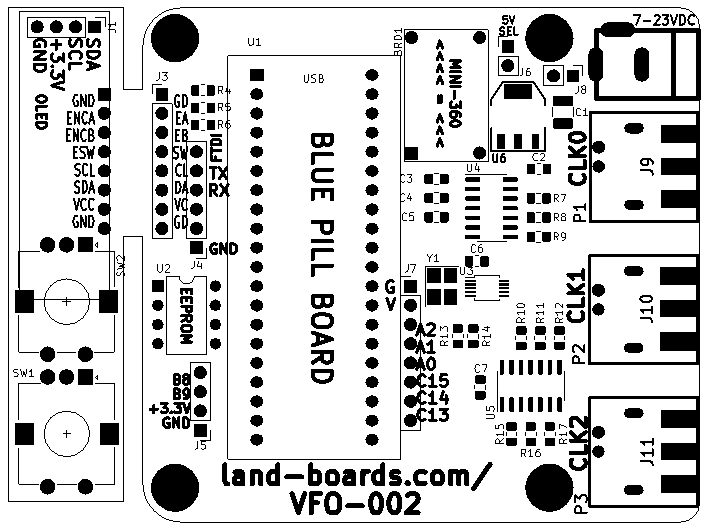 J1
SDA
SCL
+3.3V
GND
OLED
GND
ENCA
ENCB
ESW
SCL
SDA
VCC
GND
SW2
SW1
J3
GD
EA
EB
SW
CL
DA
VC
GD
R4
R5
R6
FTDI
TX
RX
GND
J4
U2
EEPROM
B8
B9
+3.3V
GND
J5
U1
USB
BLUE PILL BOARD
BRD1
MINI-360
5V
SEL
J6
U6
7-23VDC
J8
C1
C2
C3
C4
C5
U4
R7
R8
R9
C6
Y1
U3
J7
G
V
A2
A1
A0
C15
C14
C13
R13
R14
R10
R11
R12
C7
U5
R15
R16
R17
CLK0
P1
J9
CLK1
P2
J10
CLK2
P3
J11
land-boards.com/
VFO-002